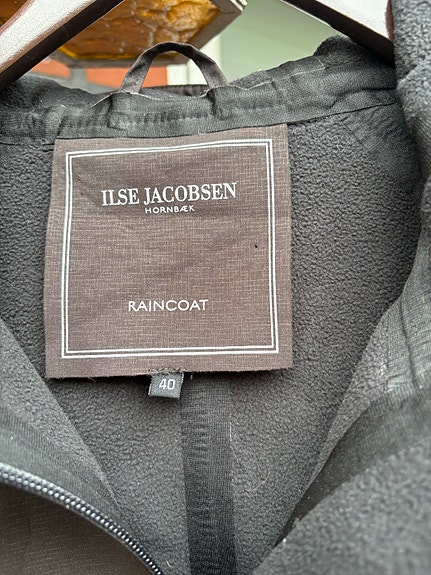 ILSE JACOBSEN
HORNBÆK
RAINCOAT
40